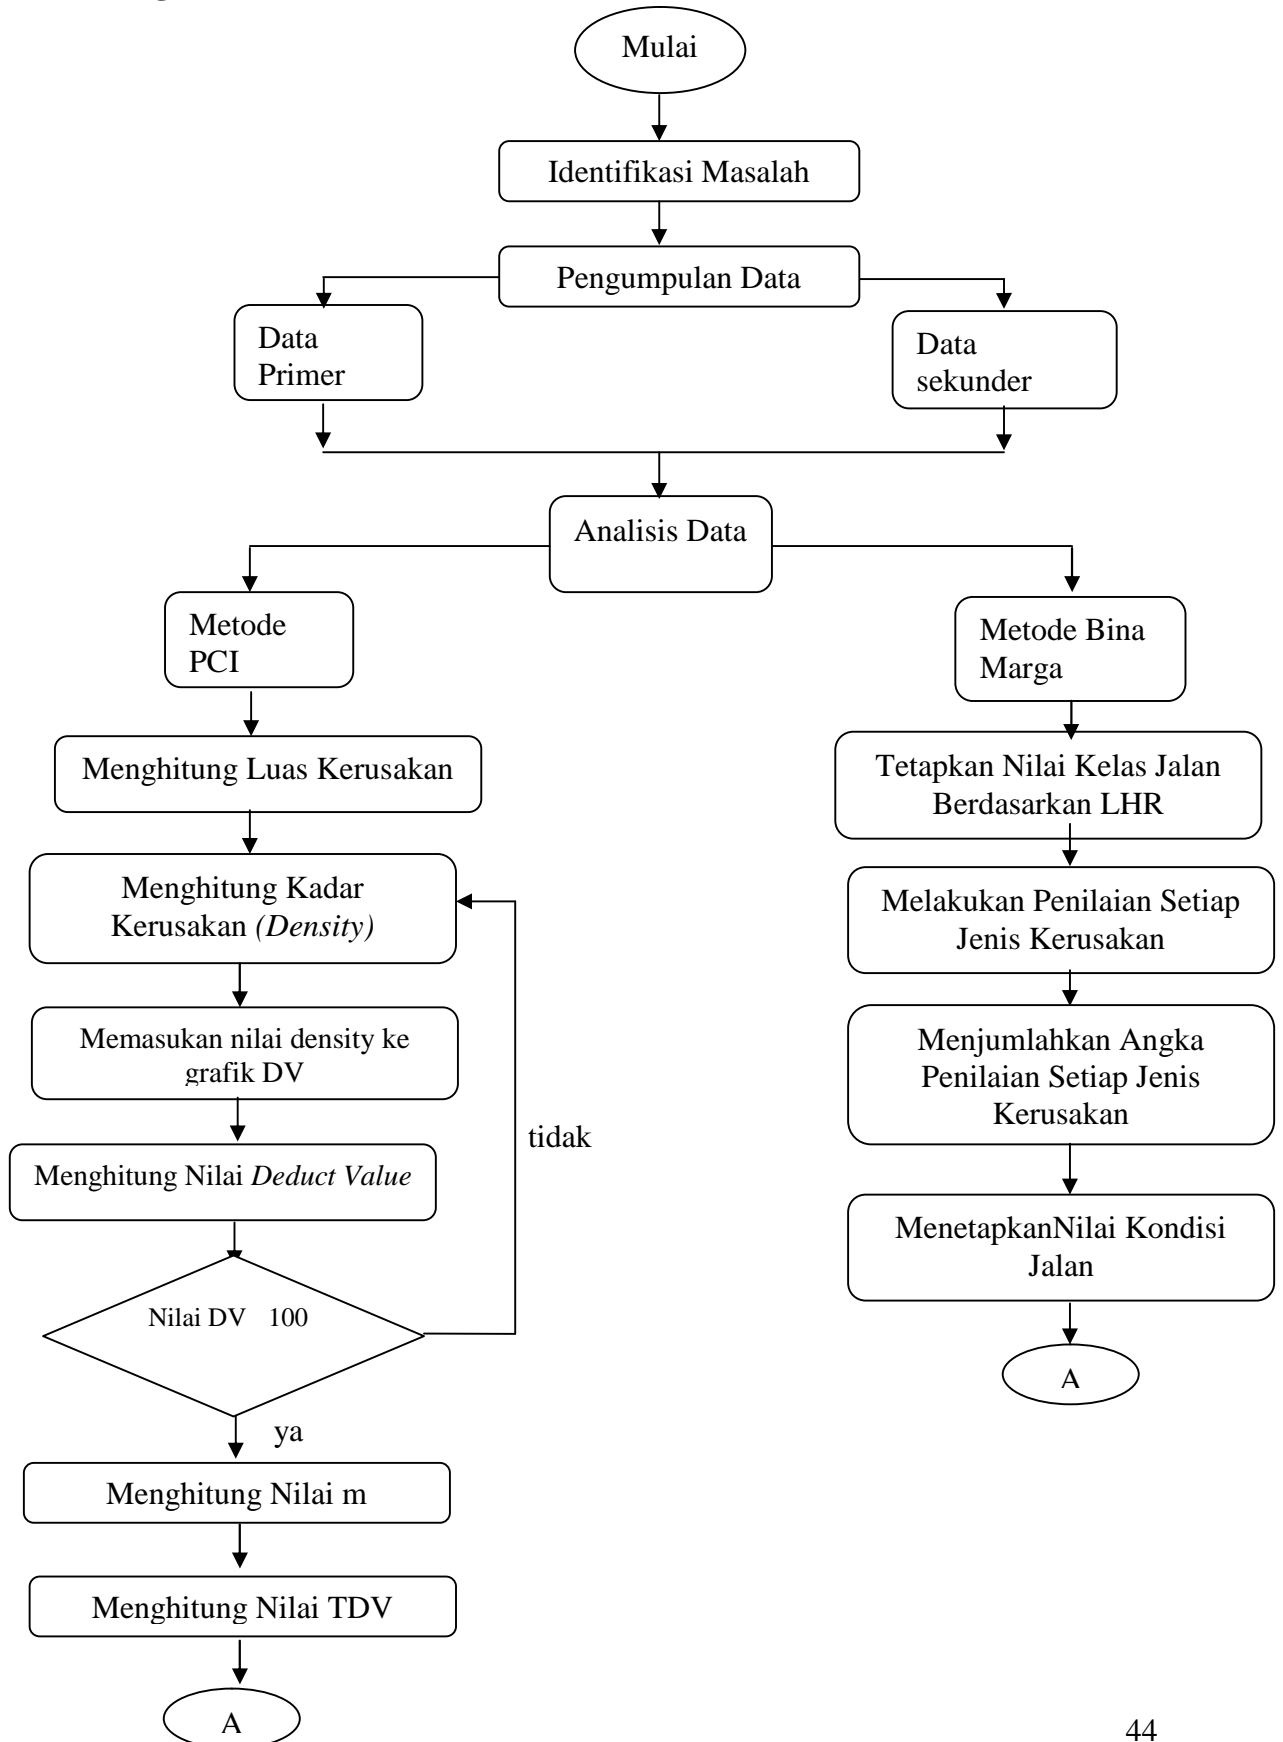 Mulai
Identifikasi Masalah
Pengumpulan Data
Data
Primer
Data
sekunder
Analisis Data
Metode
PCI
Metode Bina
Marga
Menghitung Luas Kerusakan
Tetapkan Nilai Kelas Jalan
Berdasarkan LHR
Menghitung Kadar
Kerusakan (Density)
Melakukan Penilaian Setiap
Jenis Kerusakan
Memasukan nilai density ke
grafik DV
Menjumlahkan Angka
Penilaian Setiap Jenis
Kerusakan
tidak
Menghitung Nilai Deduct Value
MenetapkanNilai Kondisi
Jalan
Nilai DV 100
A
ya
Menghitung Nilai m
Menghitung Nilai TDV
A
44